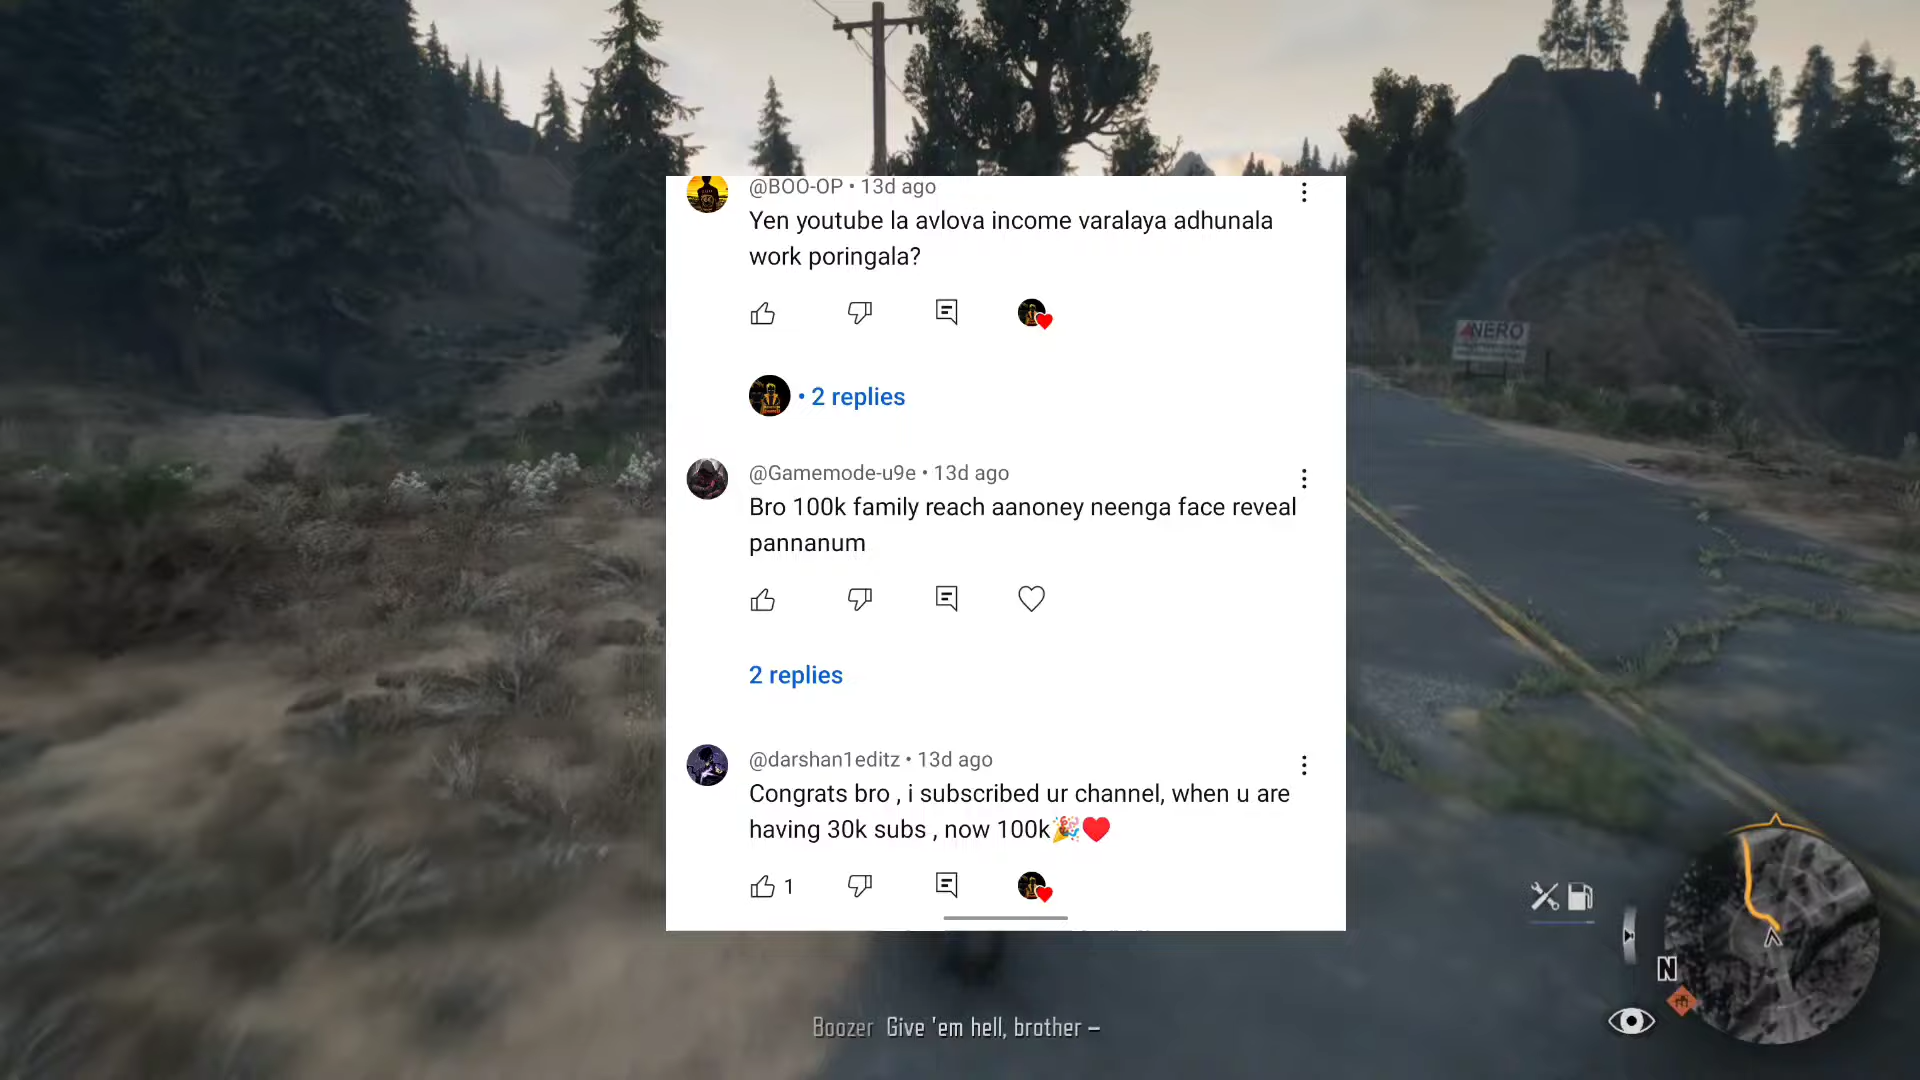 @BOO-OP • 13d ago
Yen youtube la avlova income varalaya adhunala
work poringala?
• 2 replies
@Gamemode-u9e • 13d ago
Bro 100k family reach aanoney neenga face reveal
pannanum
2 replies
@darshan1editz • 13d ago
Congrats bro , i subscribed ur channel, when u are
having 30k subs , now 100k🎉❤️
1
NERO
N
Boozer Give 'em hell, brother –